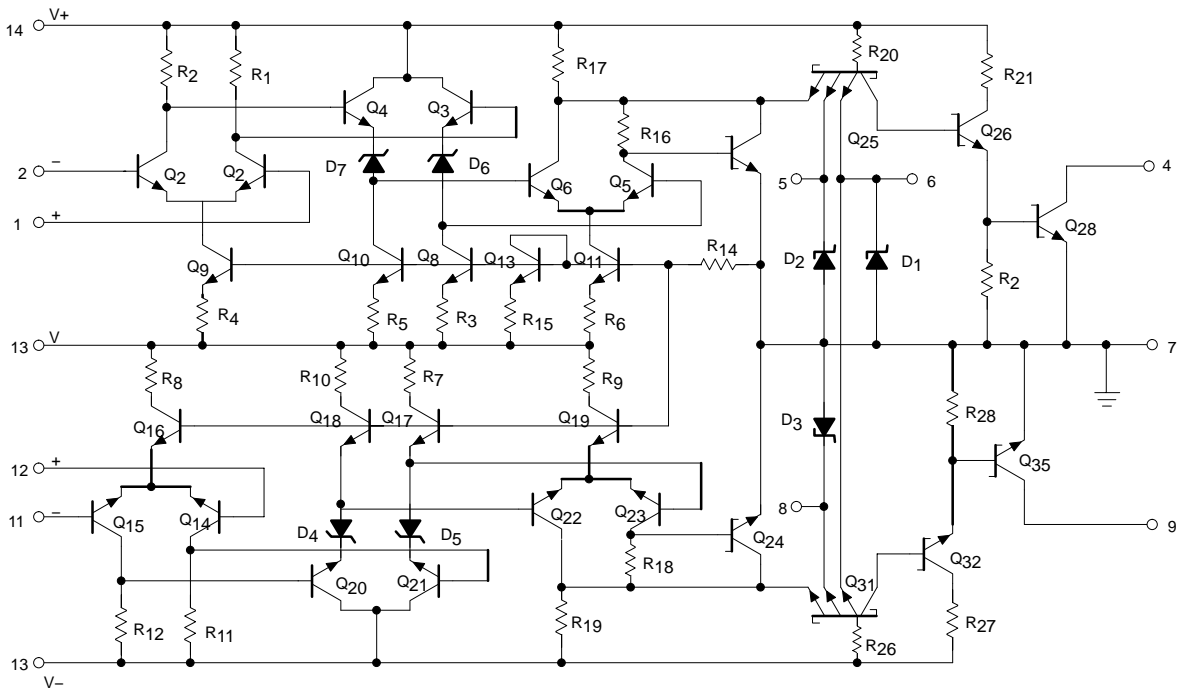 V+
14
R2
R1
R17
R20
R21
Q4
Q3
R16
Q25
Q26
2 −
D7
D6
4
Q2
Q2
Q6
Q5
5
6
1 +
Q28
Q9
Q10
Q8
Q13
Q11
R14
D2
D1
R2
R4
R5
R3
R15
R6
13
V
7
R8
R10
R7
R9
R28
Q16
Q18
Q17
Q19
D3
Q35
12 +
11 −
Q15
Q14
Q22
Q23
8
9
D4
D5
Q24
Q32
Q20
Q21
R18
Q31
R12
R11
R19
R26
R27
13
V−